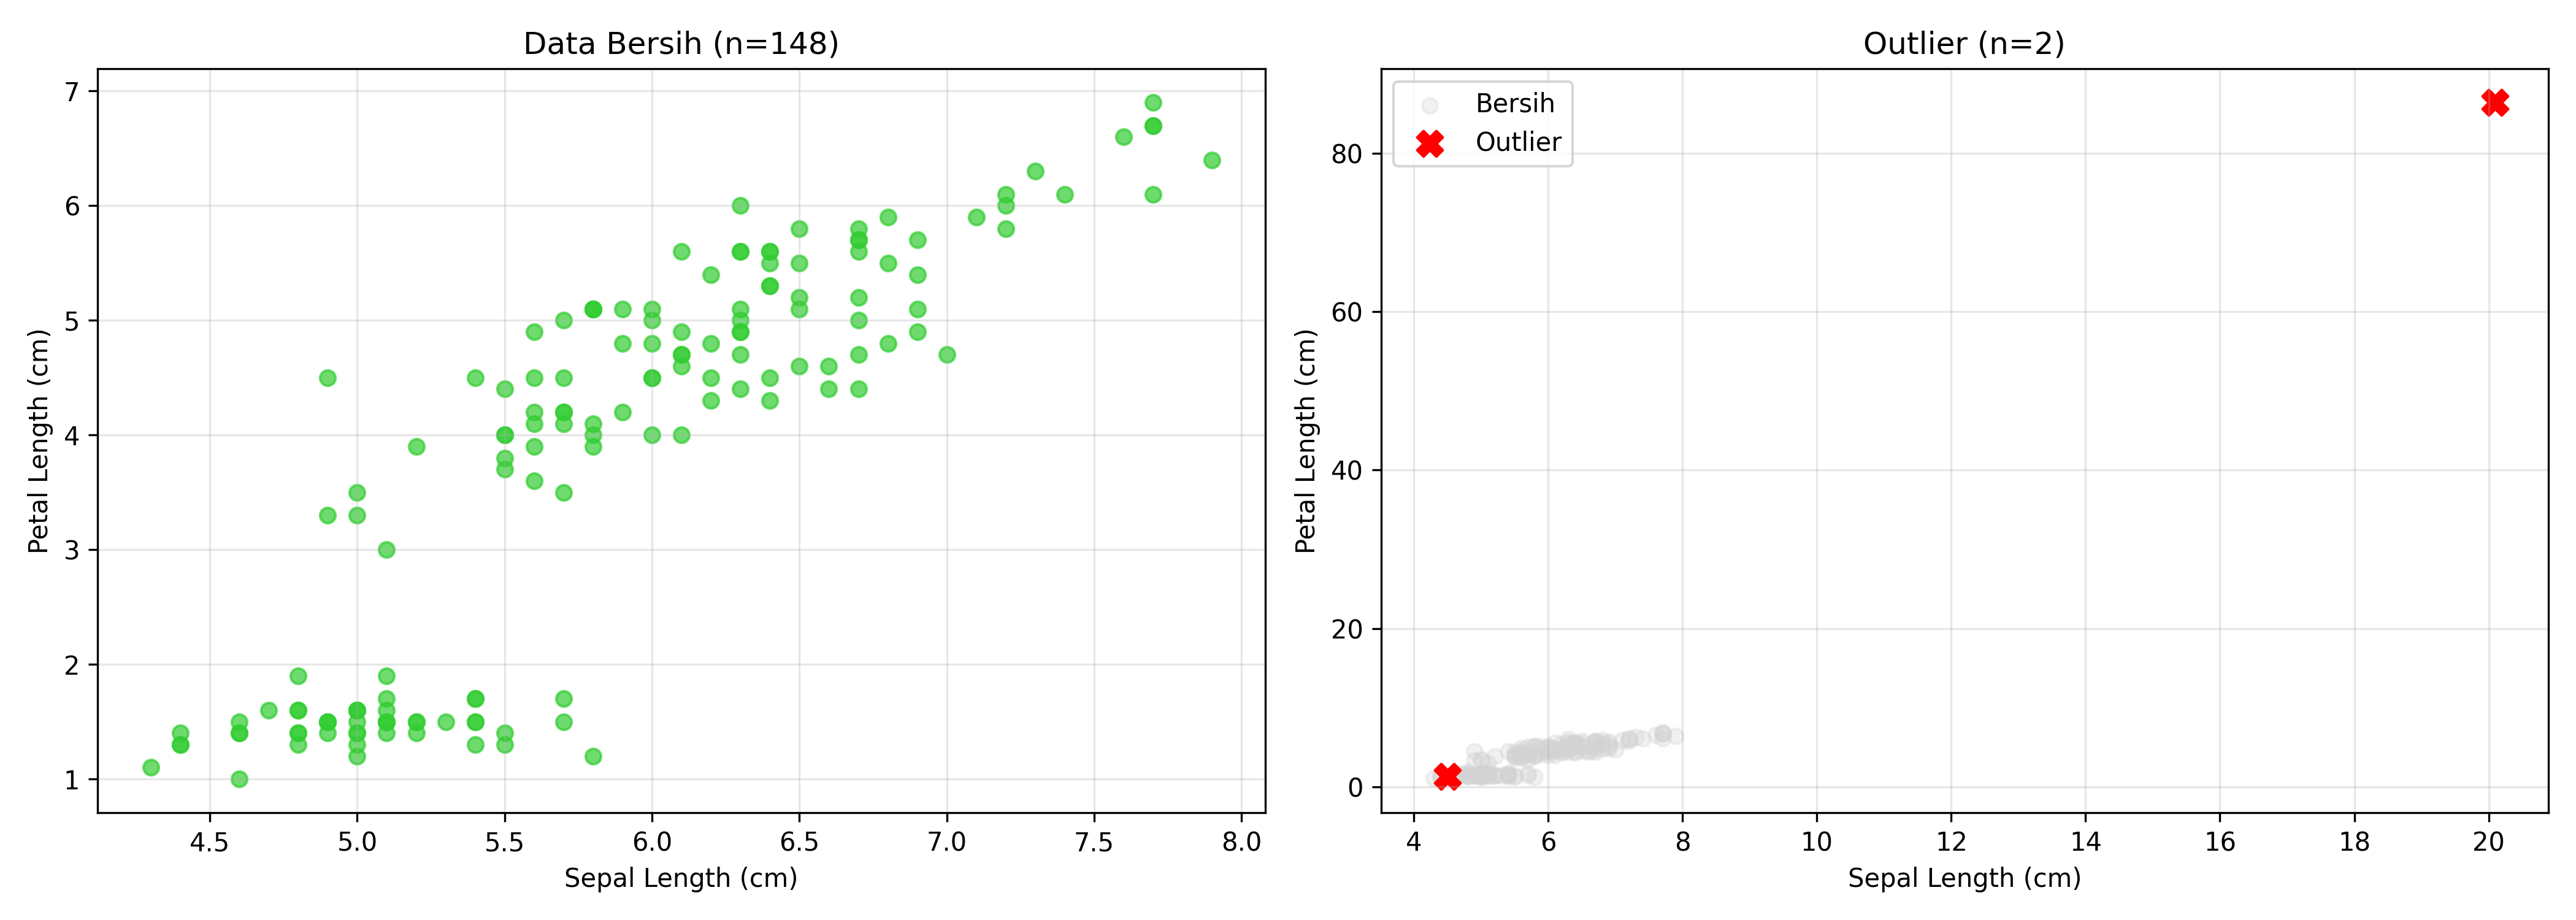 Data Bersih (n=148)
Petal Length (cm)
7
6
5
4
3
2
1
4.5 5.0 5.5 6.0 6.5 7.0 7.5 8.0
Sepal Length (cm)
Outlier (n=2)
Bersih
Outlier
Petal Length (cm)
80
60
40
20
0
4 6 8 10 12 14 16 18 20
Sepal Length (cm)